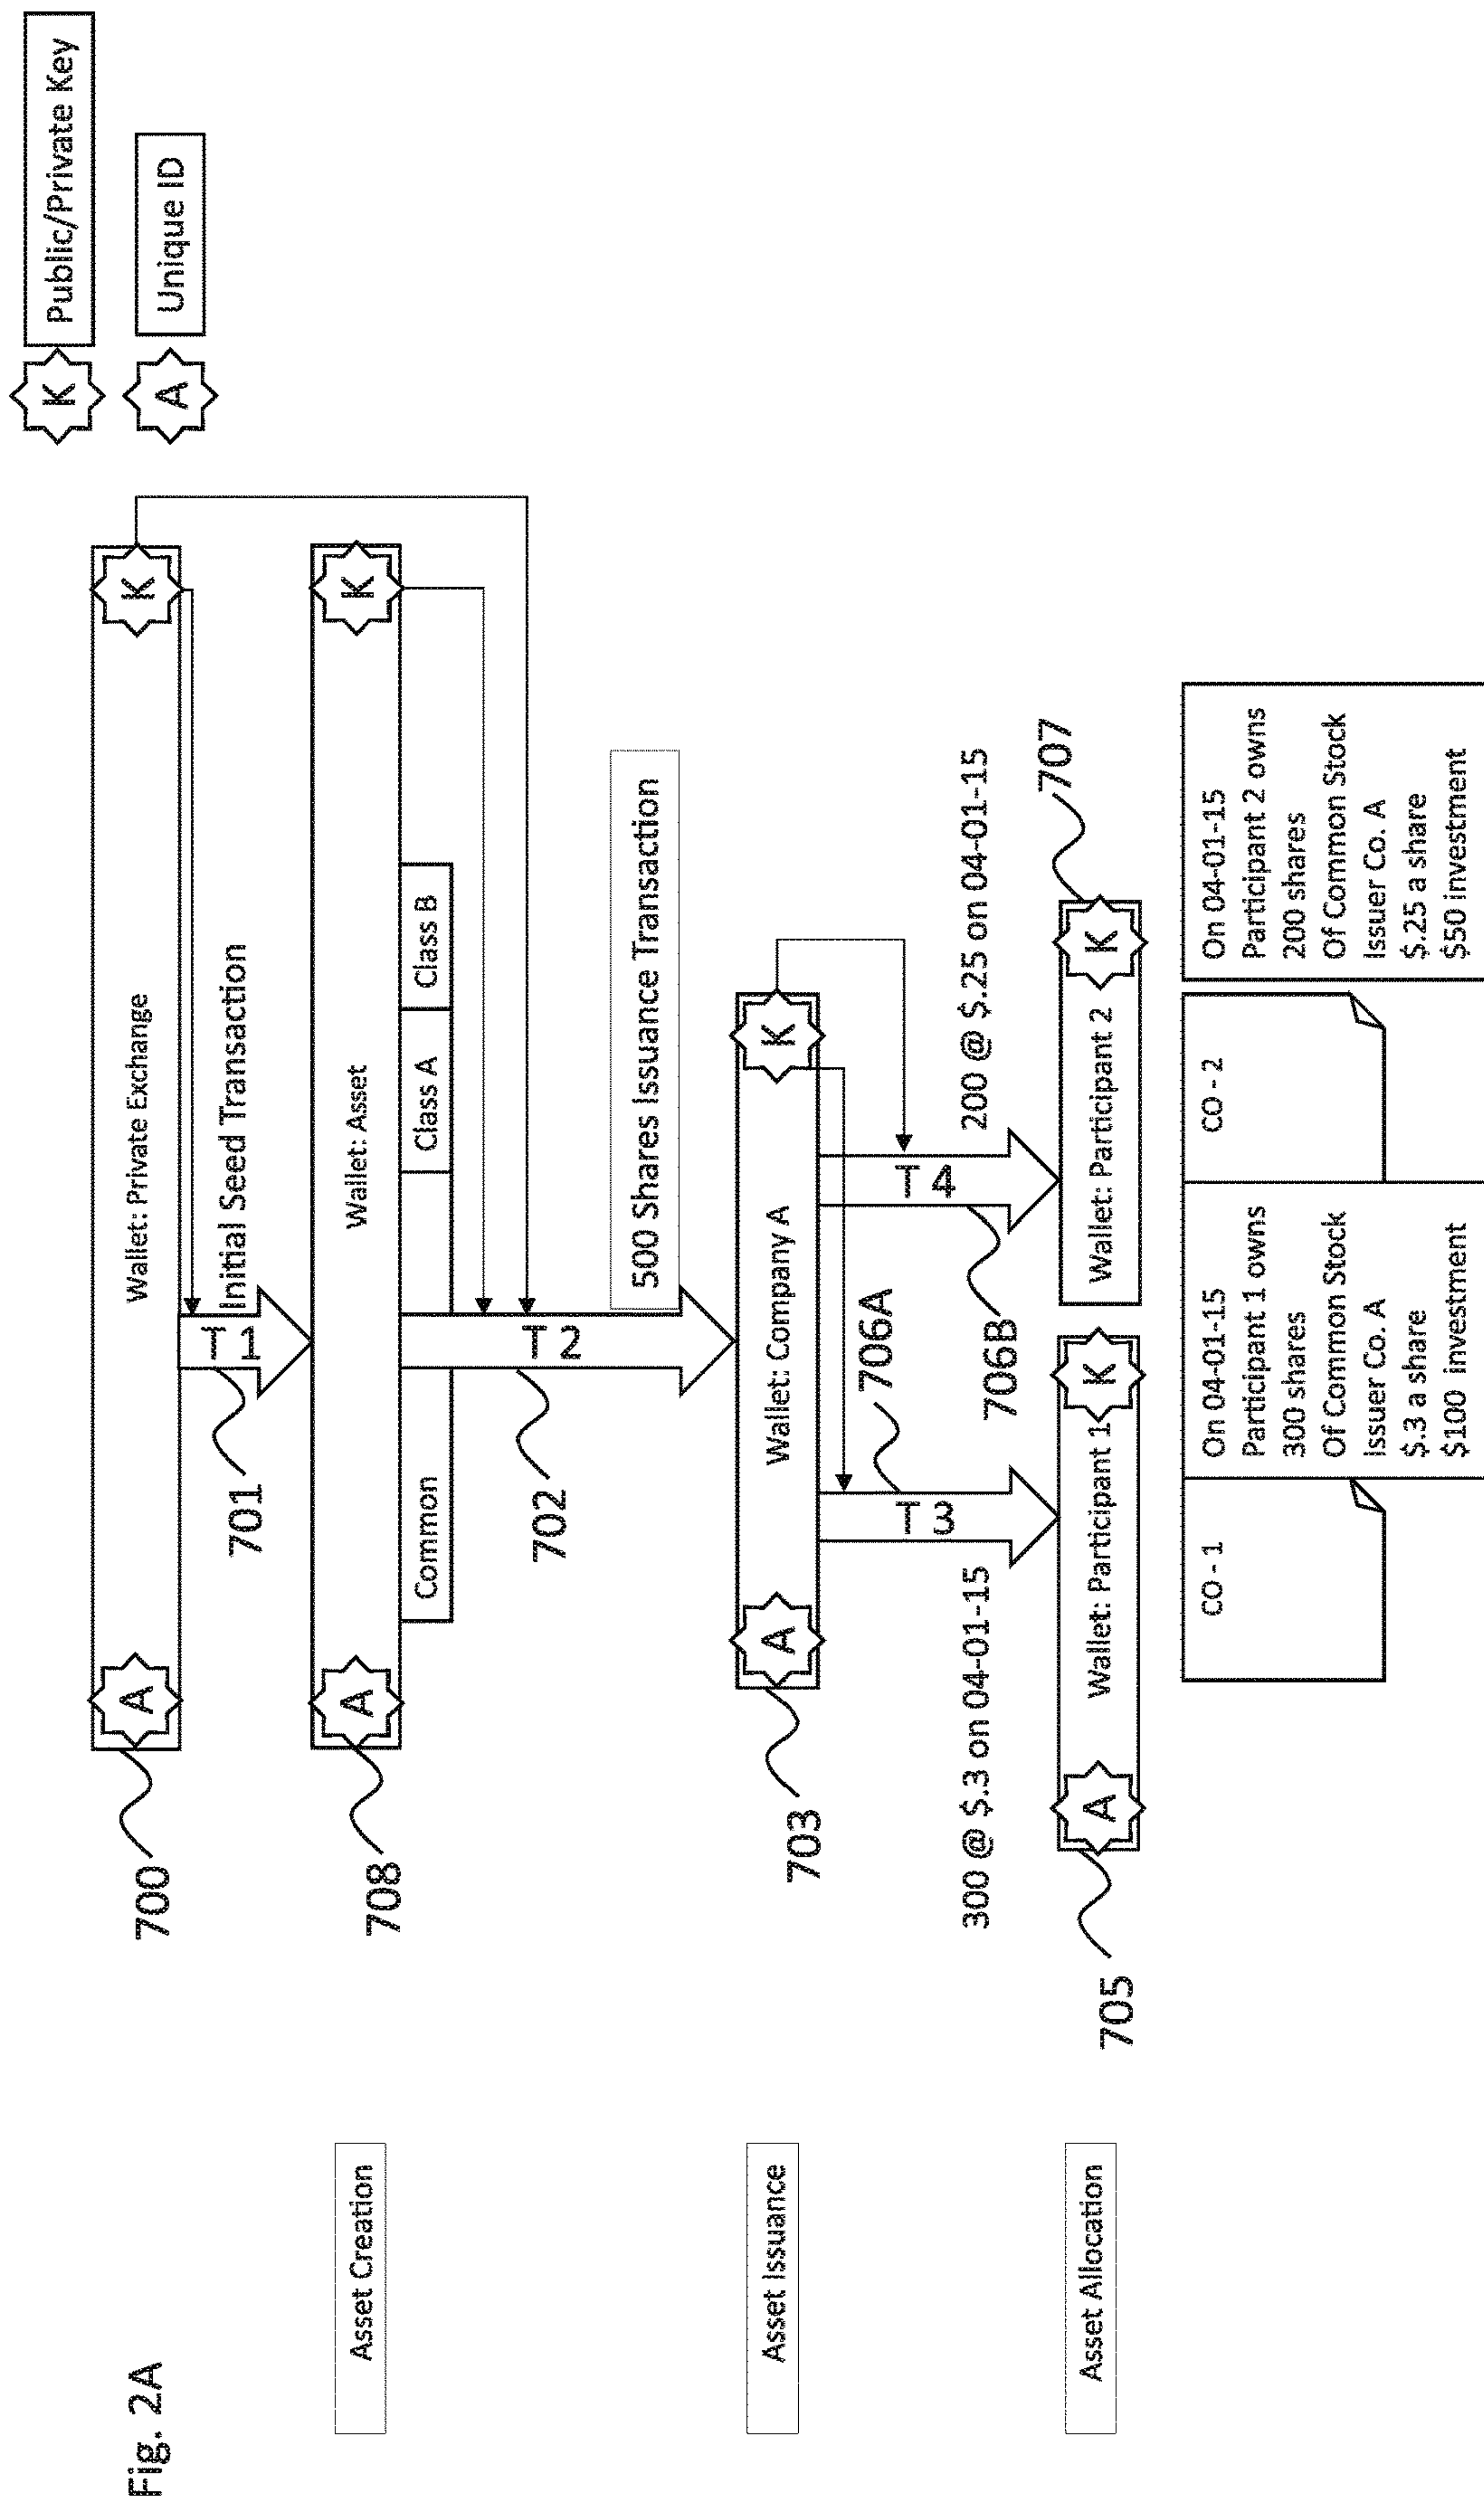 Fig. 2A
K
Public/Private Key
A
Unique ID
700
A
Wallet: Private Exchange
K
701
T 1
Initial Seed Transaction
Asset Creation
708
A
Wallet: Asset
K
Common
Class A
Class B
702
T 2
500 Shares Issuance Transaction
Asset Issuance
703
A
Wallet: Company A
K
706A
300 @ $.3 on 04-01-15
T 3
T 4
200 @ $.25 on 04-01-15
706B
707
Asset Allocation
705
A
Wallet: Participant 1
K
Wallet: Participant 2
K
CO - 1
On 04-01-15
Participant 1 owns
300 shares
Of Common Stock
Issuer Co. A
$.3 a share
$100 investment
CO - 2
On 04-01-15
Participant 2 owns
200 shares
Of Common Stock
Issuer Co. A
$.25 a share
$50 investment